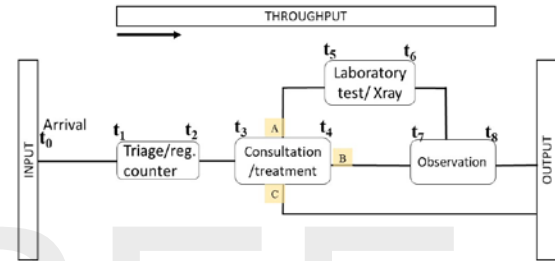 THROUGHPUT
t5
t6
Laboratory
test/ Xray
Arrival
t0
t1
t2
t3
A
t4
t7
t8
INPUT
Triage/reg.
counter
Consultation
/treatment
B
Observation
C
OUTPUT